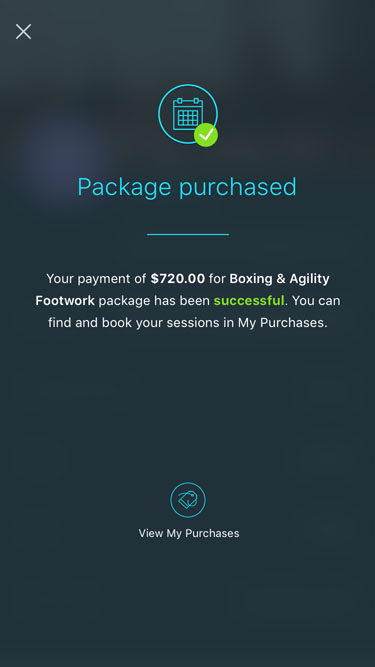 Package purchased
Your payment of $720.00 for Boxing & Agility
Footwork package has been successful. You can
find and book your sessions in My Purchases.
View My Purchases